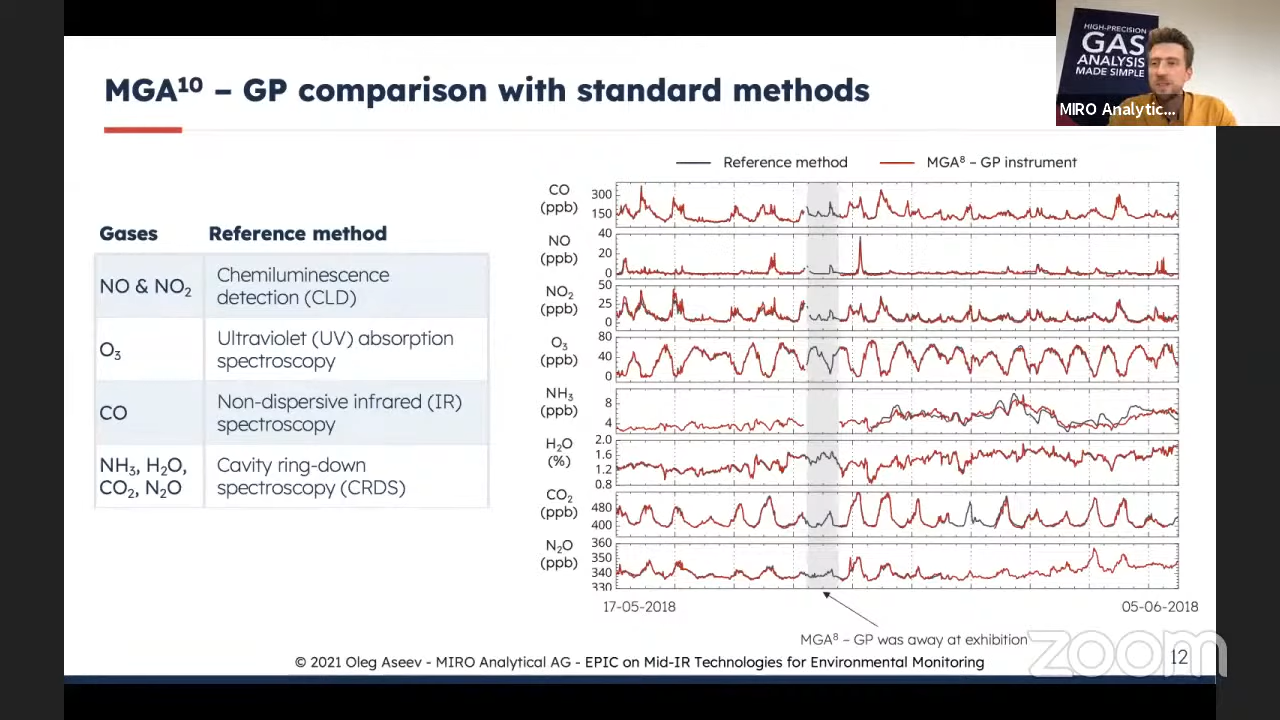 MGA¹⁰ – GP comparison with standard methods
HIGH-PRECISION
GAS
ANALYSIS
MADE SIMPLE
MIRO Analytic...
Gases Reference method
NO & NO₂ Chemiluminescence
detection (CLD)
O₃ Ultraviolet (UV) absorption
spectroscopy
CO Non-dispersive infrared (IR)
spectroscopy
NH₃, H₂O, Cavity ring-down
CO₂, N₂O spectroscopy (CRDS)
Reference method MGA⁸ – GP instrument
CO
(ppb)
300
150
NO
(ppb)
40
20
0
NO₂
(ppb)
50
25
0
O₃
(ppb)
80
40
0
NH₃
(ppb)
8
4
H₂O
(%)
2.0
1.6
1.2
0.8
CO₂
(ppb)
480
400
N₂O
(ppb)
360
350
340
330
17-05-2018 05-06-2018
MGA⁸ – GP was away at exhibition
© 2021 Oleg Aseev - MIRO Analytical AG - EPIC on Mid-IR Technologies for Environmental Monitoring
12
zoom